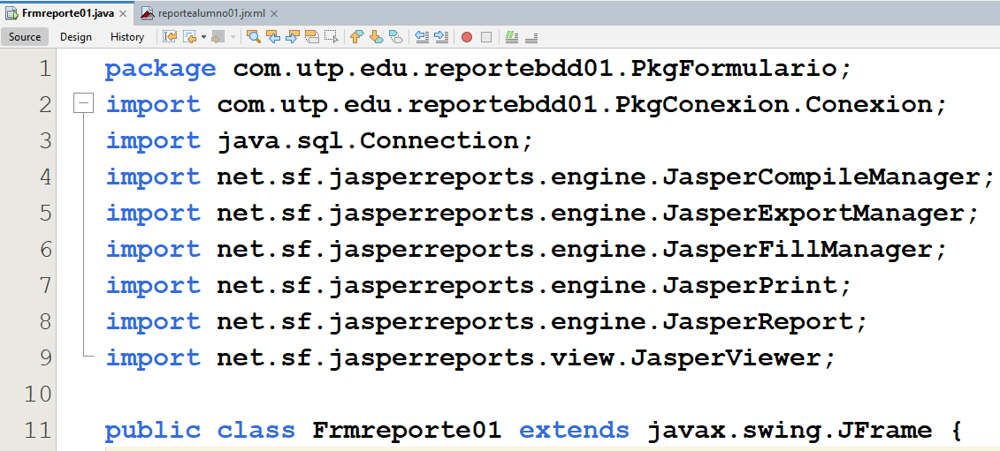 Frmreporte01.java reportealumno01.jrxml
Source Design History
1 package com.utp.edu.reportebdd01.PkgFormulario;
2 import com.utp.edu.reportebdd01.PkgConexion.Conexion;
3 import java.sql.Connection;
4 import net.sf.jasperreports.engine.JasperCompileManager;
5 import net.sf.jasperreports.engine.JasperExportManager;
6 import net.sf.jasperreports.engine.JasperFillManager;
7 import net.sf.jasperreports.engine.JasperPrint;
8 import net.sf.jasperreports.engine.JasperReport;
9 import net.sf.jasperreports.view.JasperViewer;
10
11 public class Frmreporte01 extends javax.swing.JFrame {